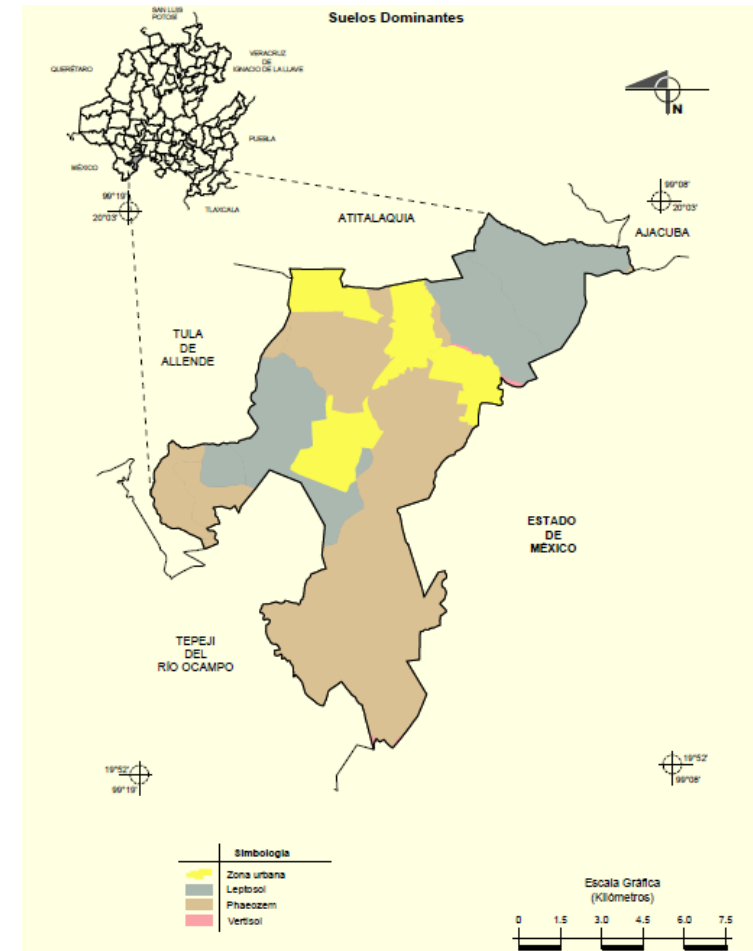 Suelos Dominantes
SAN LUIS
POTOSÍ
QUERÉTARO
VERACRUZ
DE
IGNACIO DE LA LLAVE
PUEBLA
MÉXICO
TLAXCALA
N
99°19'
20°03'
99°08'
20°03'
ATITALAQUIA
AJACUBA
TULA
DE
ALLENDE
ESTADO
DE
MÉXICO
TEPEJI
DEL
RÍO OCAMPO
19°52'
99°19'
19°52'
99°08'
Simbología
Zona urbana
Leptosol
Phaeozem
Vertisol
Escala Gráfica
(Kilómetros)
0 1.5 3.0 4.5 6.0 7.5